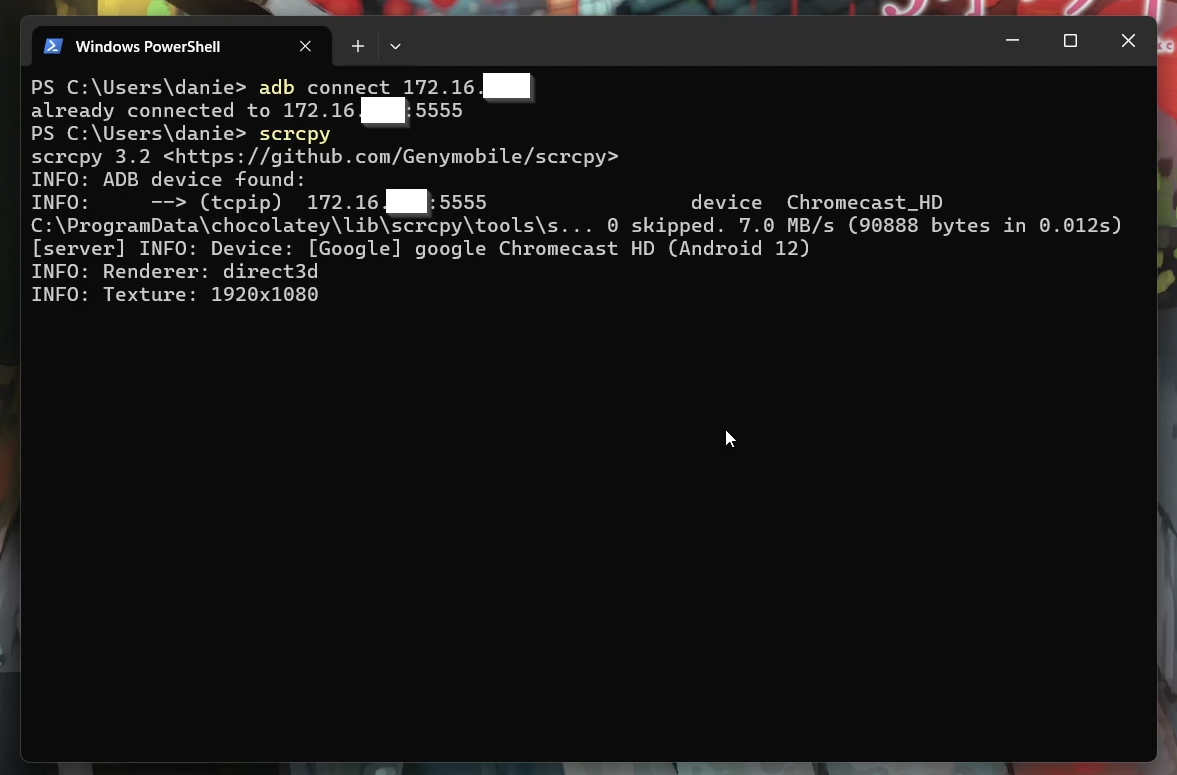 Windows PowerShell
PS C:\Users\danie> adb connect 172.16.
already connected to 172.16. :5555
PS C:\Users\danie> scrcpy
scrcpy 3.2 <https://github.com/Genymobile/scrcpy>
INFO: ADB device found:
INFO:     --> (tcpip)  172.16. :5555                 device  Chromecast_HD
C:\ProgramData\chocolatey\lib\scrcpy\tools\s... 0 skipped. 7.0 MB/s (90888 bytes in 0.012s)
[server] INFO: Device: [Google] google Chromecast HD (Android 12)
INFO: Renderer: direct3d
INFO: Texture: 1920x1080